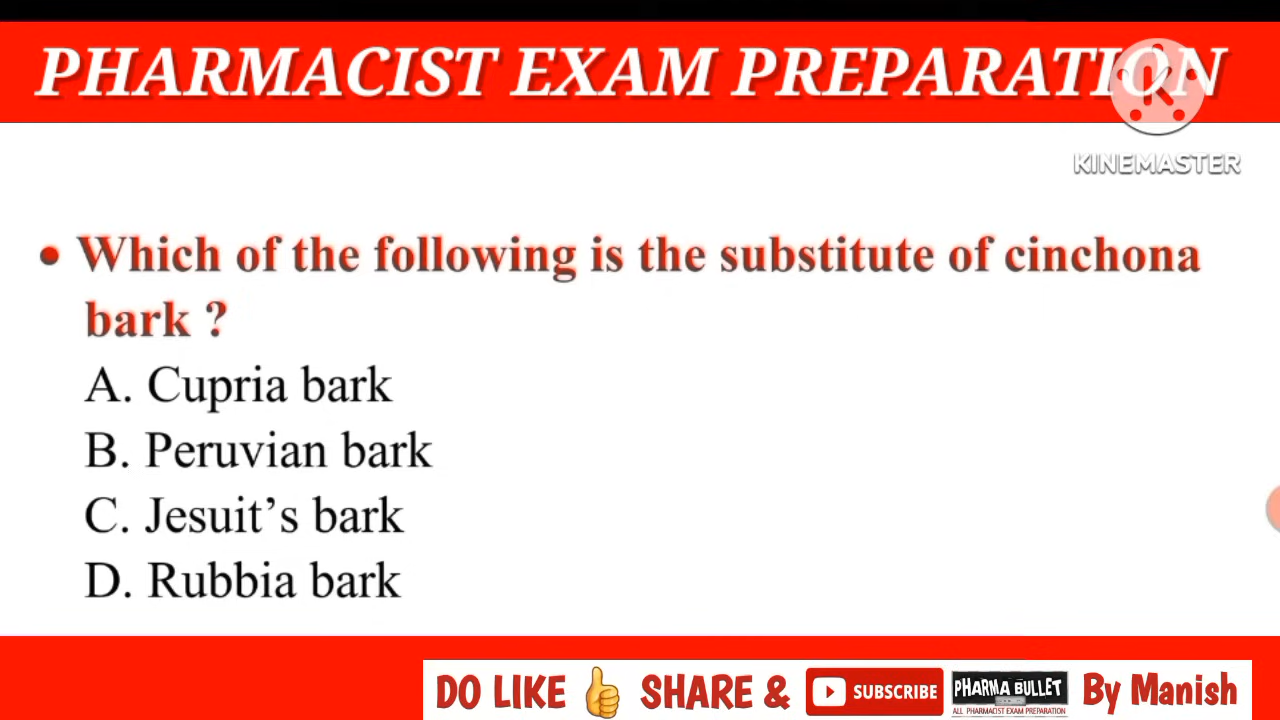 PHARMACIST EXAM PREPARATION
KINEMASTER
• Which of the following is the substitute of cinchona
bark ?
A. Cupria bark
B. Peruvian bark
C. Jesuit’s bark
D. Rubbia bark
DO LIKE 👍 SHARE & SUBSCRIBE PHARMA BULLET By Manish
ALL PHARMACIST EXAM PREPARATION